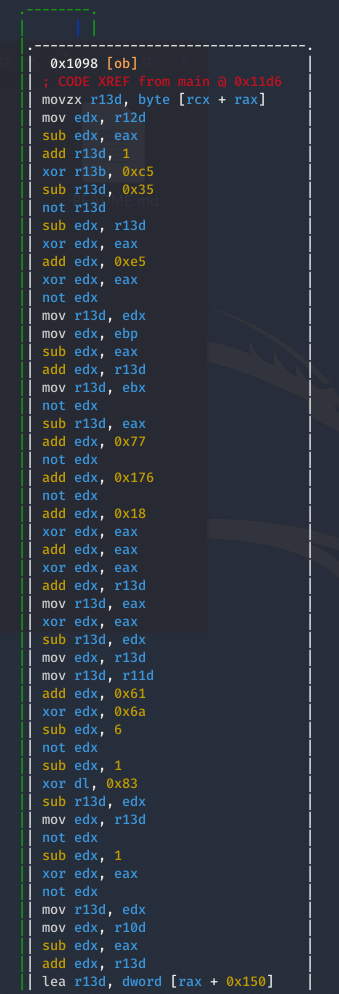 0x1098 [ob]
; CODE XREF from main @ 0x11d6
movzx r13d, byte [rcx + rax]
mov edx, r12d
sub edx, eax
add r13d, 1
xor r13b, 0xc5
sub r13d, 0x35
not r13d
sub edx, r13d
xor edx, eax
add edx, 0xe5
xor edx, eax
not edx
mov r13d, edx
mov edx, ebp
sub edx, eax
add edx, r13d
mov r13d, ebx
not edx
sub r13d, eax
add edx, 0x77
not edx
add edx, 0x176
not edx
add edx, 0x18
xor edx, eax
add edx, eax
xor edx, eax
add edx, r13d
mov r13d, eax
xor edx, eax
sub r13d, edx
mov edx, r13d
mov r13d, r11d
add edx, 0x61
xor edx, 0x6a
sub edx, 6
not edx
sub edx, 1
xor dl, 0x83
sub r13d, edx
mov edx, r13d
not edx
sub edx, 1
xor edx, eax
not edx
mov r13d, edx
mov edx, r10d
sub edx, eax
add edx, r13d
lea r13d, dword [rax + 0x150]